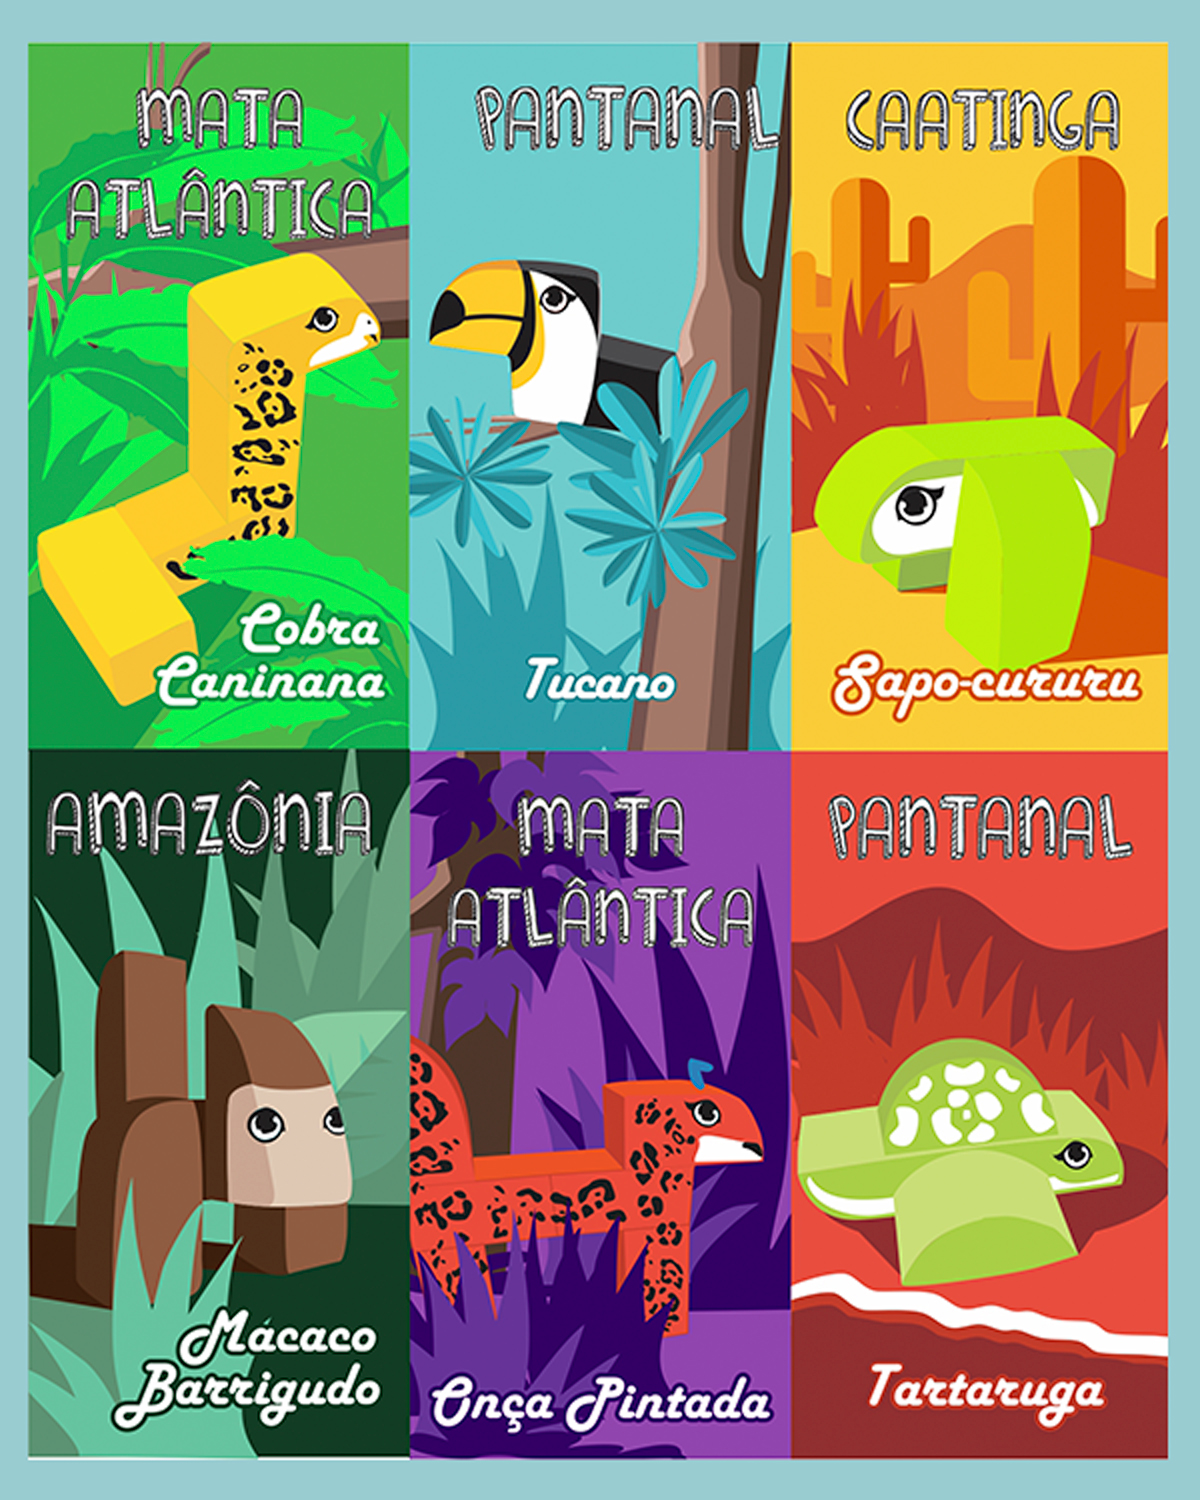 MATA
ATLÂNTICA
Cobra
Caninana
PANTANAL
Tucano
CAATINGA
Sapo-cururu
AMAZÔNIA
Macaco
Barrigudo
MATA
ATLÂNTICA
Onça Pintada
PANTANAL
Tartaruga